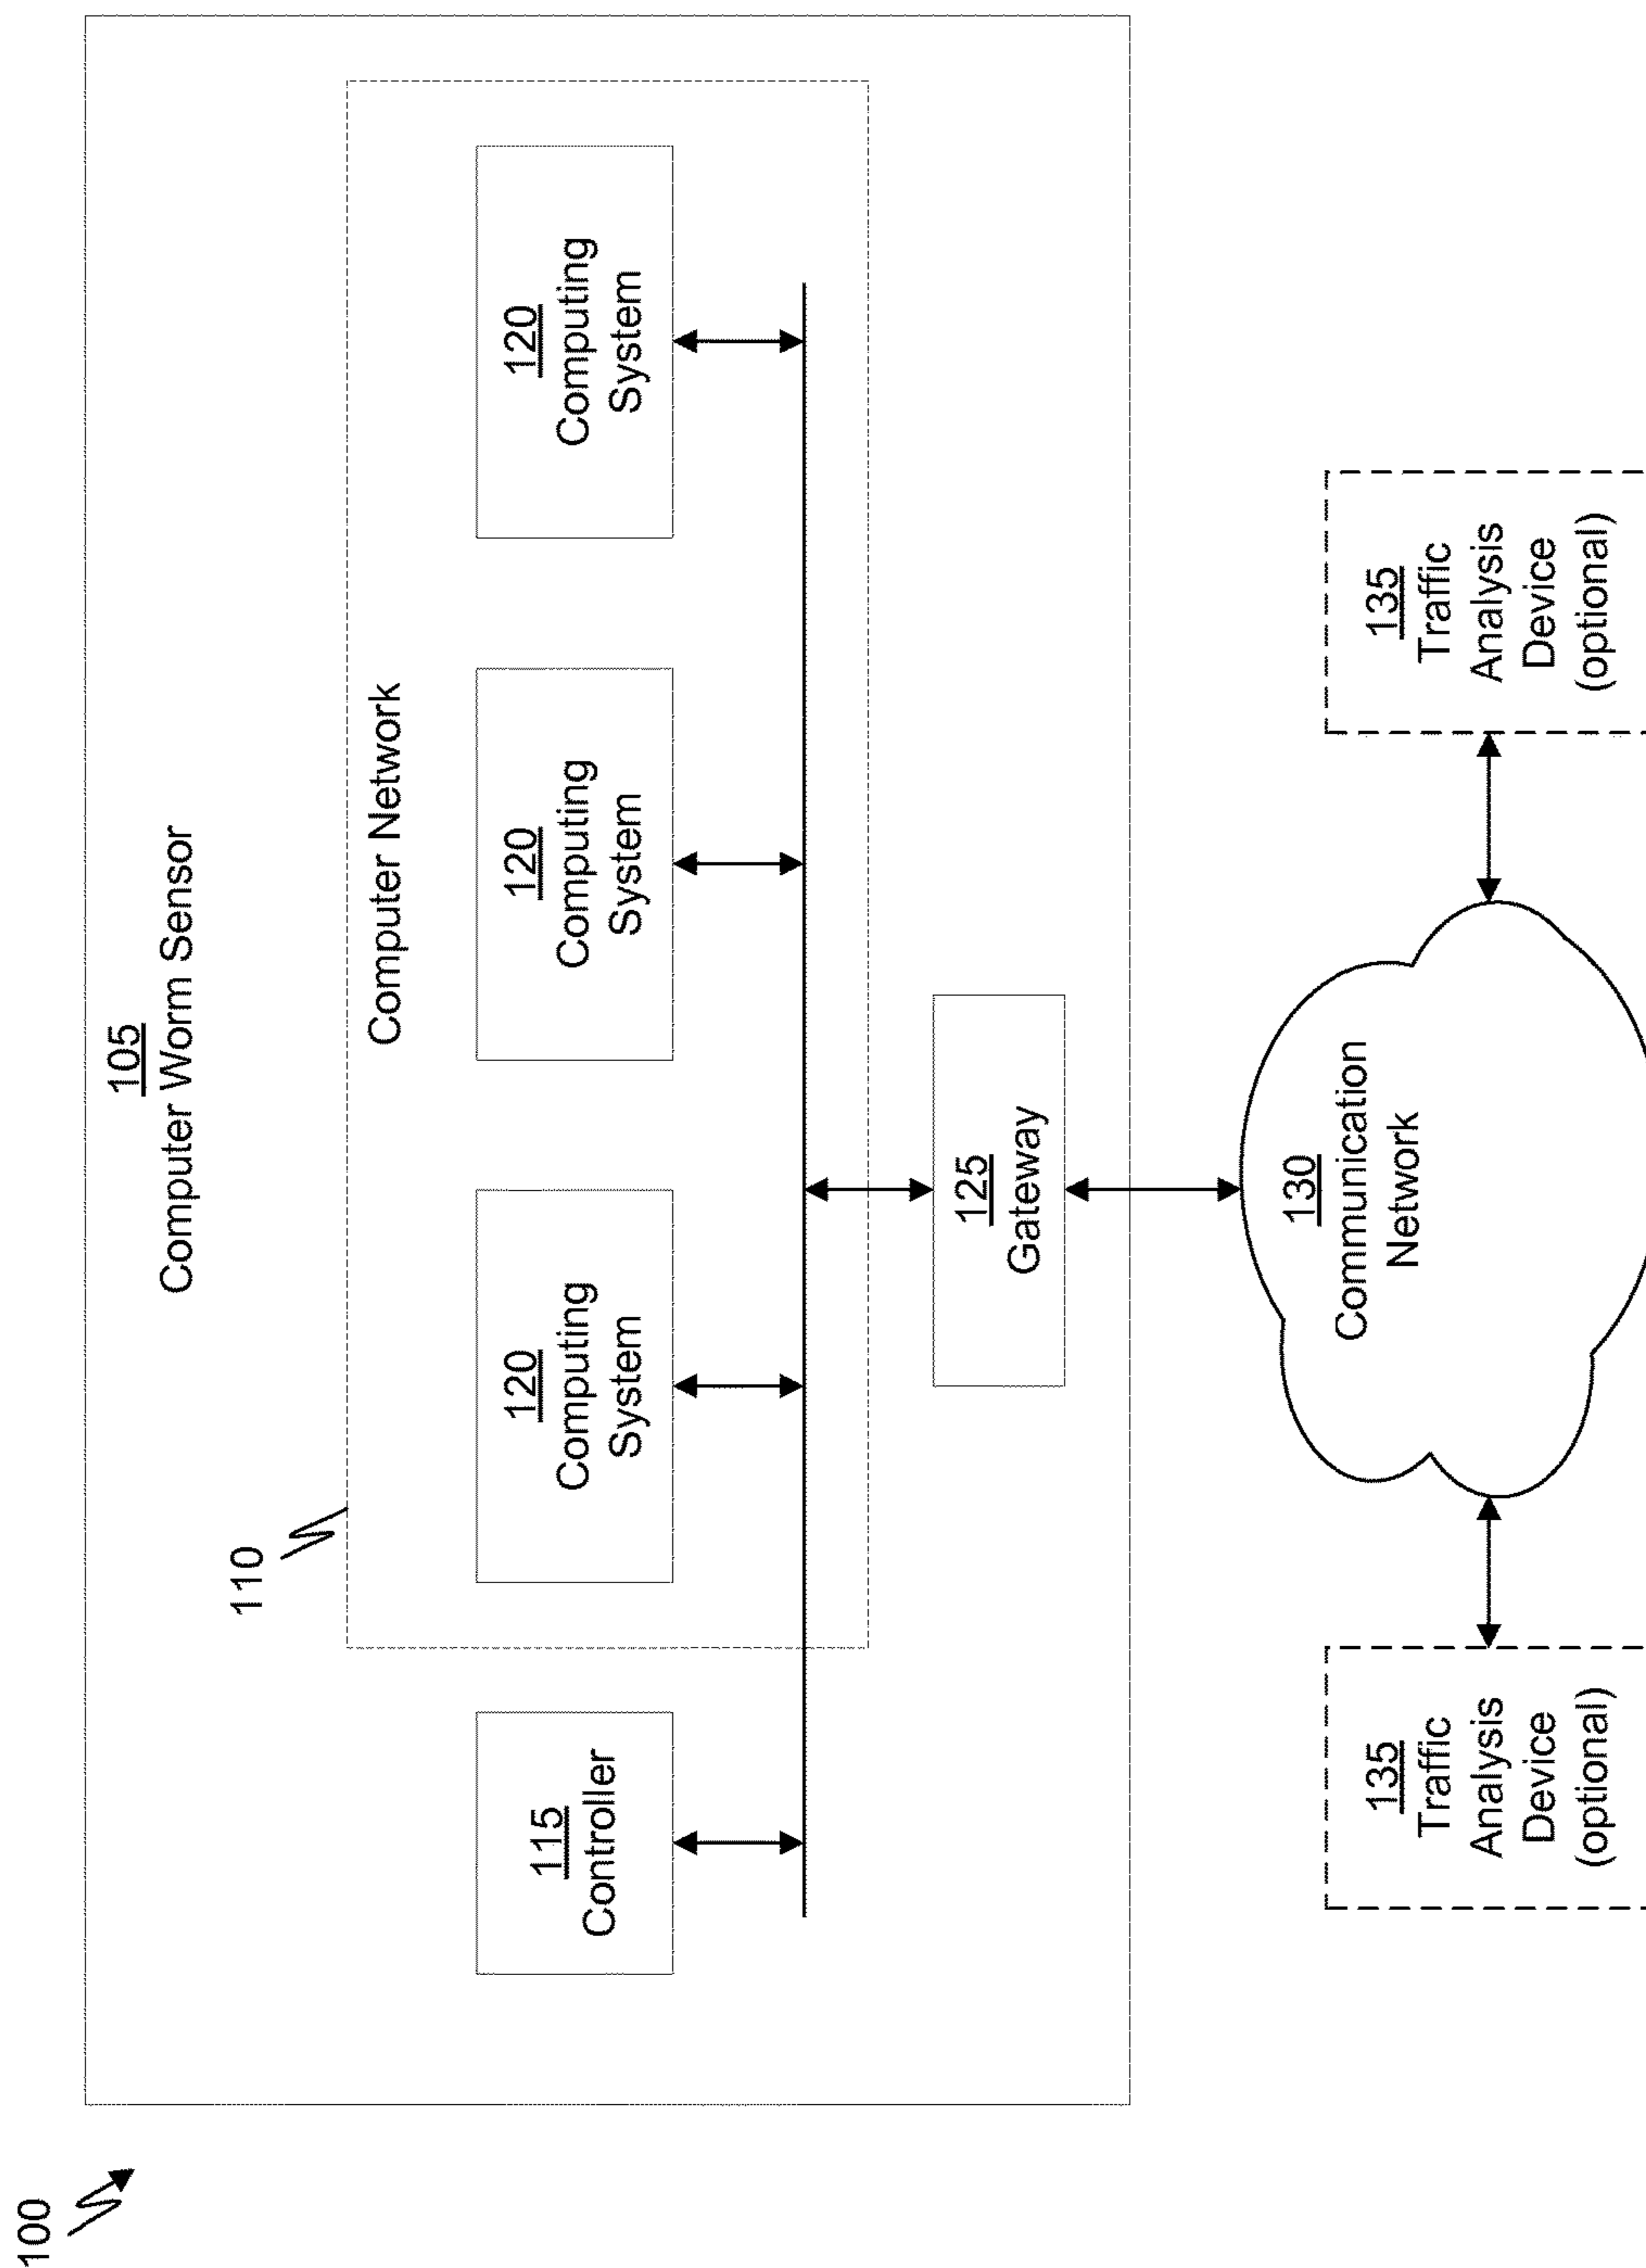 100
105
Computer Worm Sensor
110
Computer Network
115
Controller
120
Computing
System
120
Computing
System
120
Computing
System
125
Gateway
130
Communication
Network
135
Traffic
Analysis
Device
(optional)
135
Traffic
Analysis
Device
(optional)